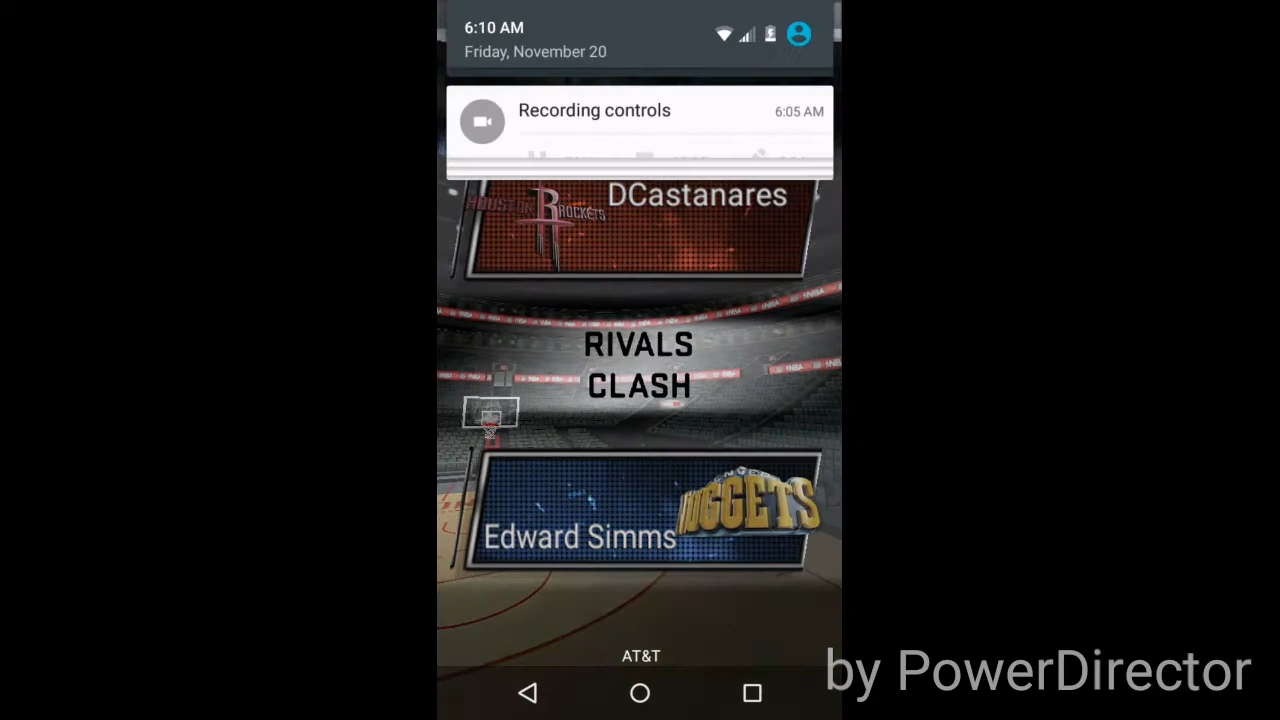 6:10 AM
Friday, November 20
Recording controls
6:05 AM
DCastanares
HOUSTON ROCKETS
RIVALS
CLASH
NUGGETS
Edward Simms
AT&T
by PowerDirector